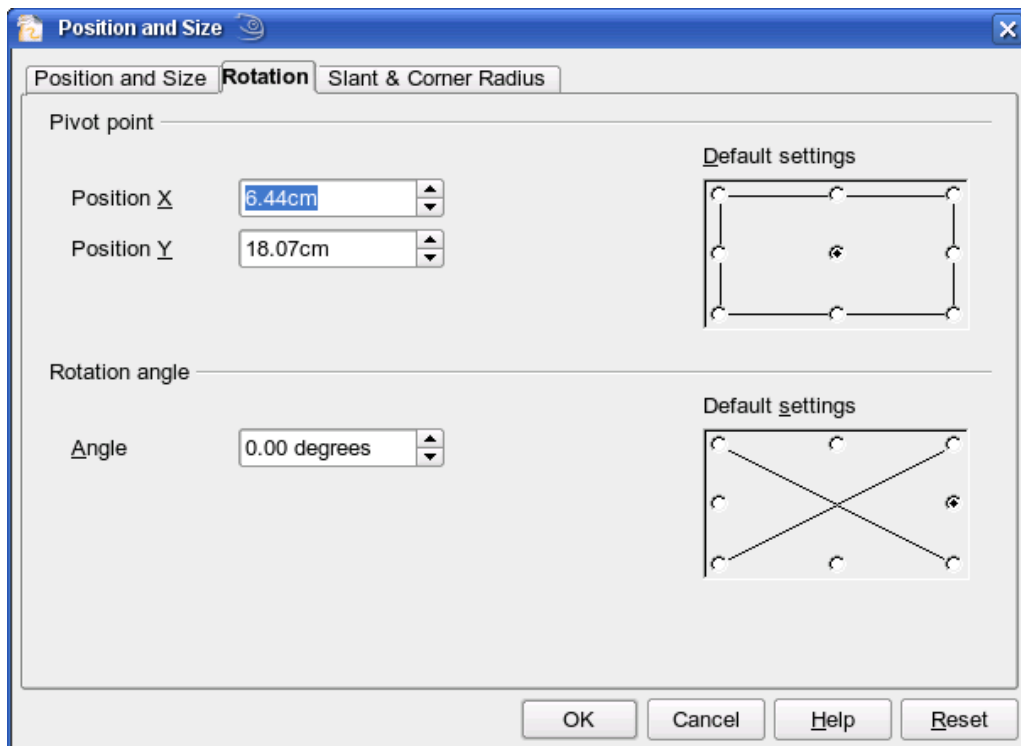 Position and Size
Position and Size Rotation Slant & Corner Radius
Pivot point
Default settings
Position X 6.44cm
Position Y 18.07cm
Rotation angle
Default settings
Angle 0.00 degrees
OK Cancel Help Reset